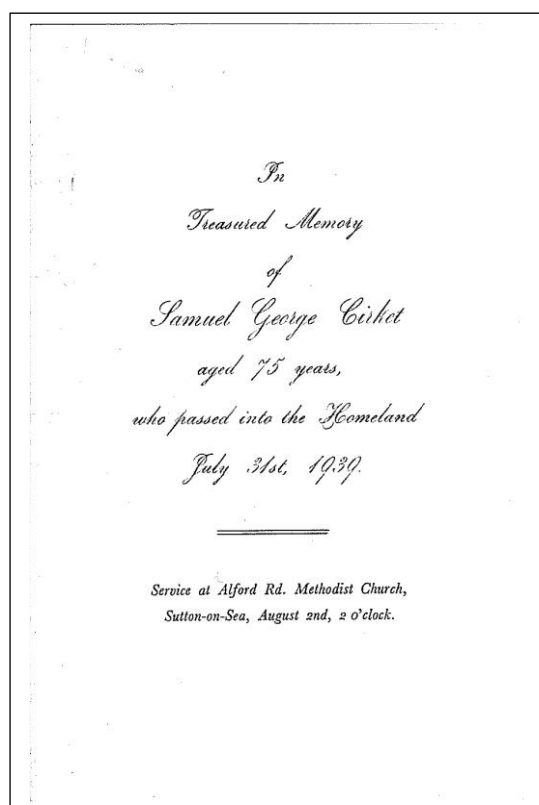 In
Treasured Memory
of
Samuel George Cirket
aged 75 years,
who passed into the Homeland
July 31st, 1939.
Service at Alford Rd. Methodist Church,
Sutton-on-Sea, August 2nd, 2 o'clock.